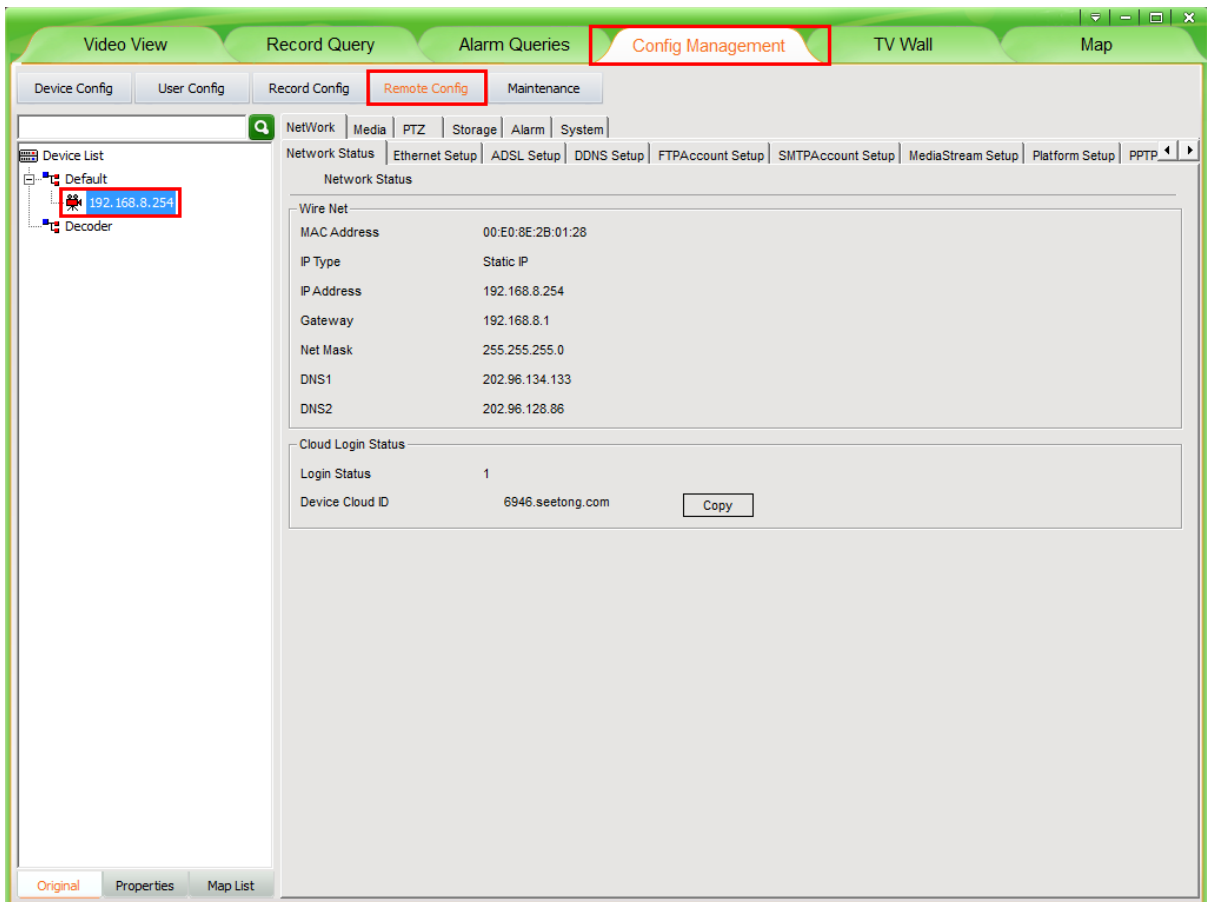 Video View Record Query Alarm Queries Config Management TV Wall Map
Device Config User Config Record Config Remote Config Maintenance
NetWork Media PTZ Storage Alarm System
Network Status Ethernet Setup ADSL Setup DDNS Setup FTPAccount Setup SMTPAccount Setup MediaStream Setup Platform Setup PPTP
Device List
Default
192.168.8.254
Decoder
Network Status
Wire Net
MAC Address 00:E0:8E:2B:01:28
IP Type Static IP
IP Address 192.168.8.254
Gateway 192.168.8.1
Net Mask 255.255.255.0
DNS1 202.96.134.133
DNS2 202.96.128.86
Cloud Login Status
Login Status 1
Device Cloud ID 6946.seetong.com Copy
Original Properties Map List